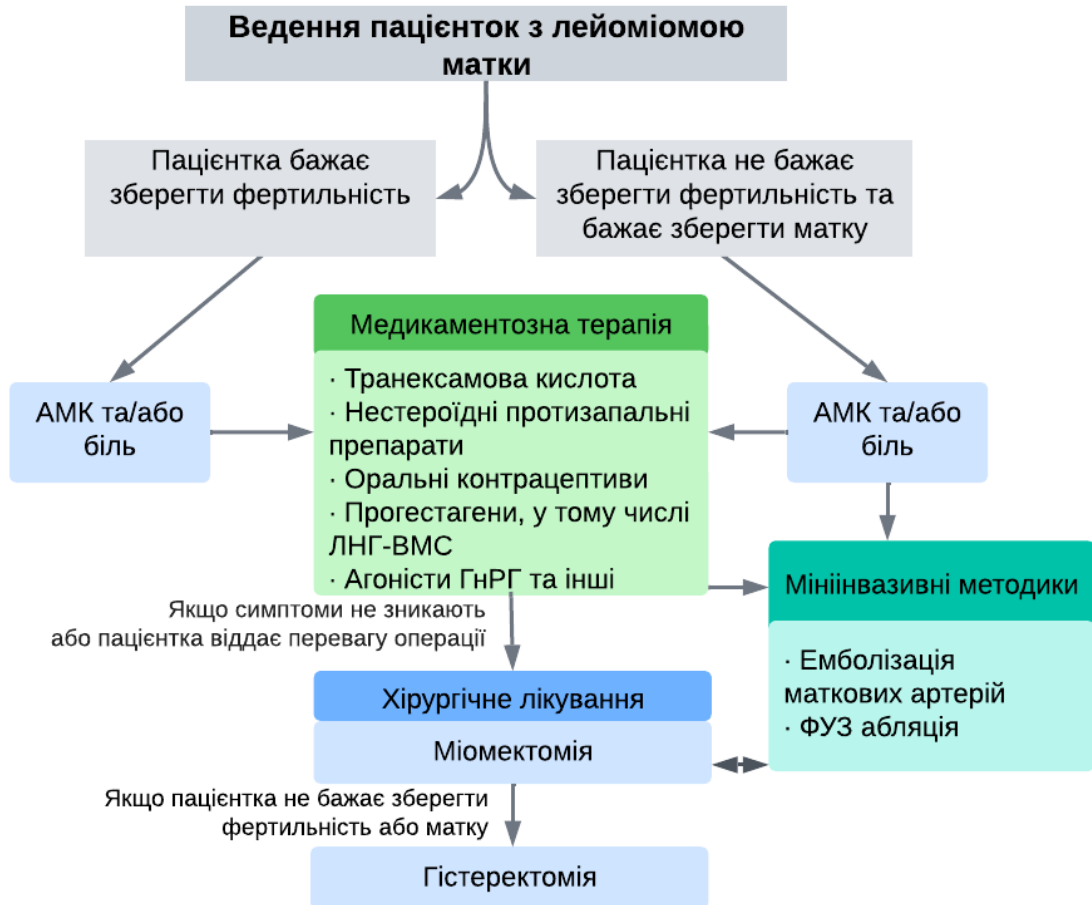 Ведення пацієнток з лейоміомою
матки
Пацієнтка бажає
зберегти фертильність
Пацієнтка не бажає
зберегти фертильність та
бажає зберегти матку
Медикаментозна терапія
· Транексамова кислота
· Нестероїдні протизапальні
препарати
· Оральні контрацептиви
· Прогестагени, у тому числі
ЛНГ-ВМС
· Агоністи ГнРГ та інші
АМК та/або
біль
АМК та/або
біль
Мініінвазивні методики
· Емболізація
маткових артерій
· ФУЗ абляція
Якщо симптоми не зникають
або пацієнтка віддає перевагу операції
Хірургічне лікування
Міомектомія
Якщо пацієнтка не бажає зберегти
фертильність або матку
Гістеректомія